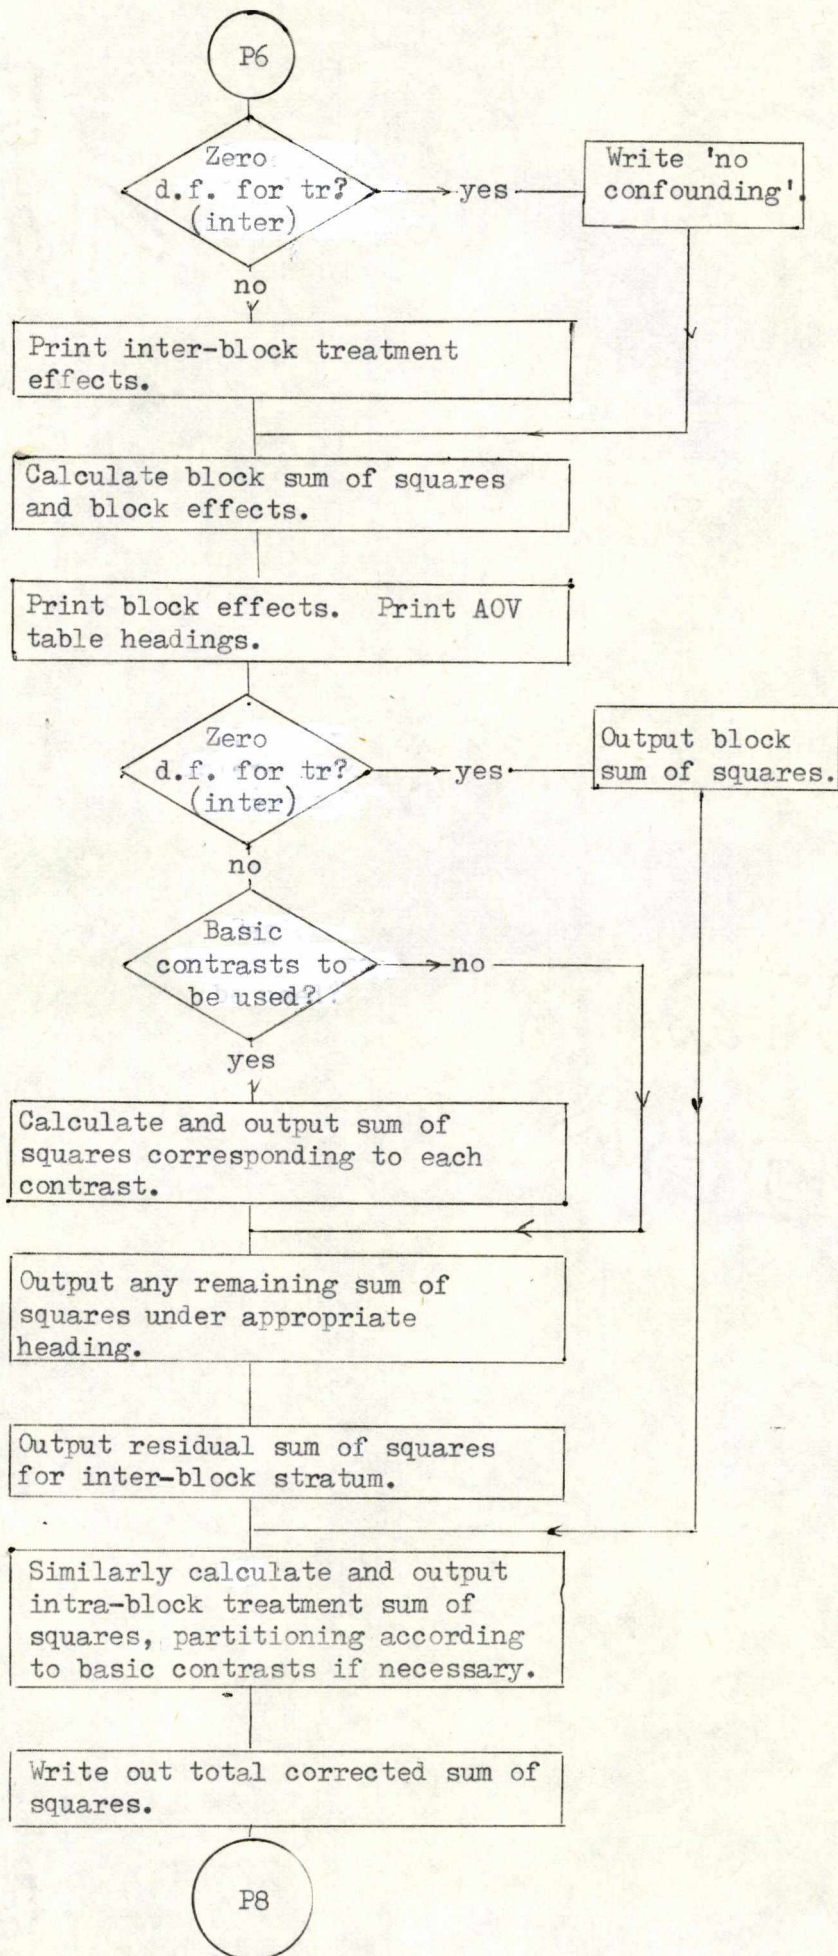 P6
Zero
d.f. for tr?
(inter)
yes
Write 'no
confounding'.
no
Print inter-block treatment
effects.
Calculate block sum of squares
and block effects.
Print block effects. Print AOV
table headings.
Zero
d.f. for tr?
(inter)
yes
Output block
sum of squares.
no
Basic
contrasts to
be used?
no
yes
Calculate and output sum of
squares corresponding to each
contrast.
Output any remaining sum of
squares under appropriate
heading.
Output residual sum of squares
for inter-block stratum.
Similarly calculate and output
intra-block treatment sum of
squares, partitioning according
to basic contrasts if necessary.
Write out total corrected sum of
squares.
P8